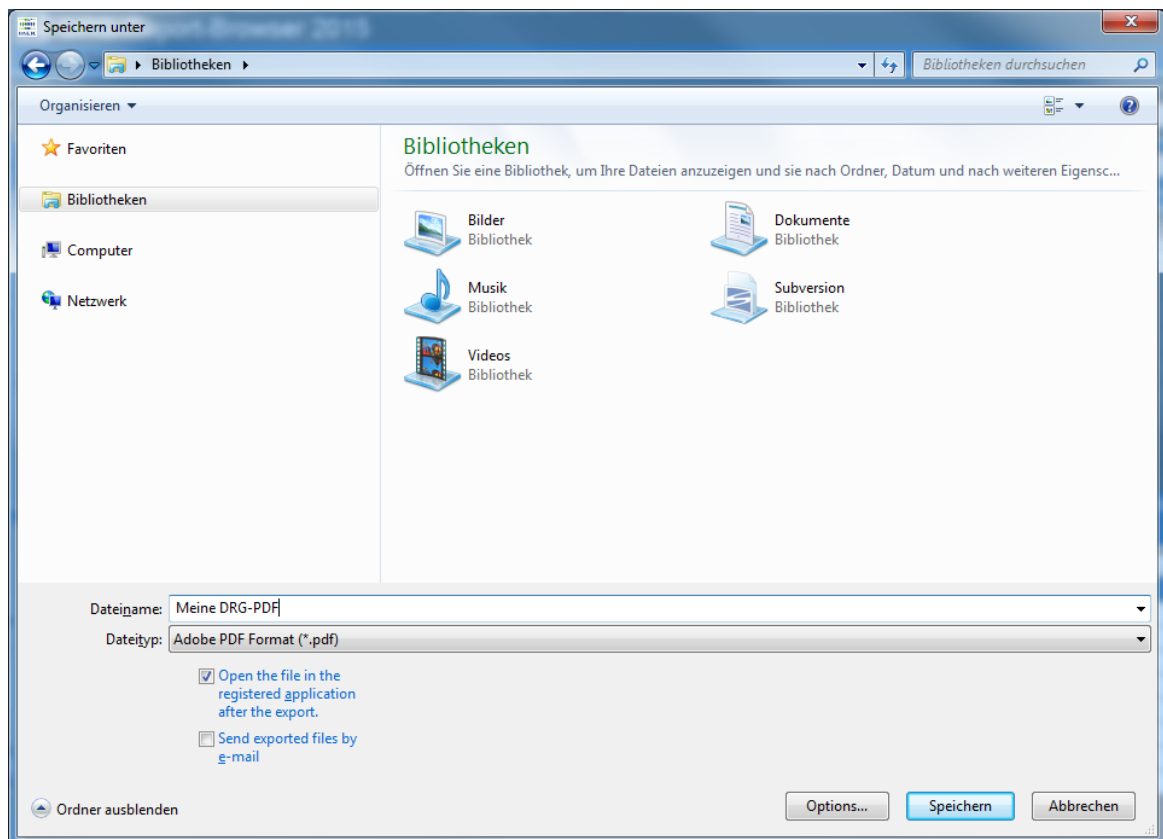 Speichern unter
port-Browser 2015
Bibliotheken
Bibliotheken durchsuchen
Organisieren
Favoriten
Bibliotheken
Computer
Netzwerk
Bibliotheken
Öffnen Sie eine Bibliothek, um Ihre Dateien anzuzeigen und sie nach Ordner, Datum und nach weiteren Eigensc...
Bilder
Bibliothek
Dokumente
Bibliothek
Musik
Bibliothek
Subversion
Bibliothek
Videos
Bibliothek
Dateiname: Meine DRG-PDF
Dateityp: Adobe PDF Format (*.pdf)
Open the file in the
registered application
after the export.
Send exported files by
e-mail
Ordner ausblenden
Options...
Speichern
Abbrechen